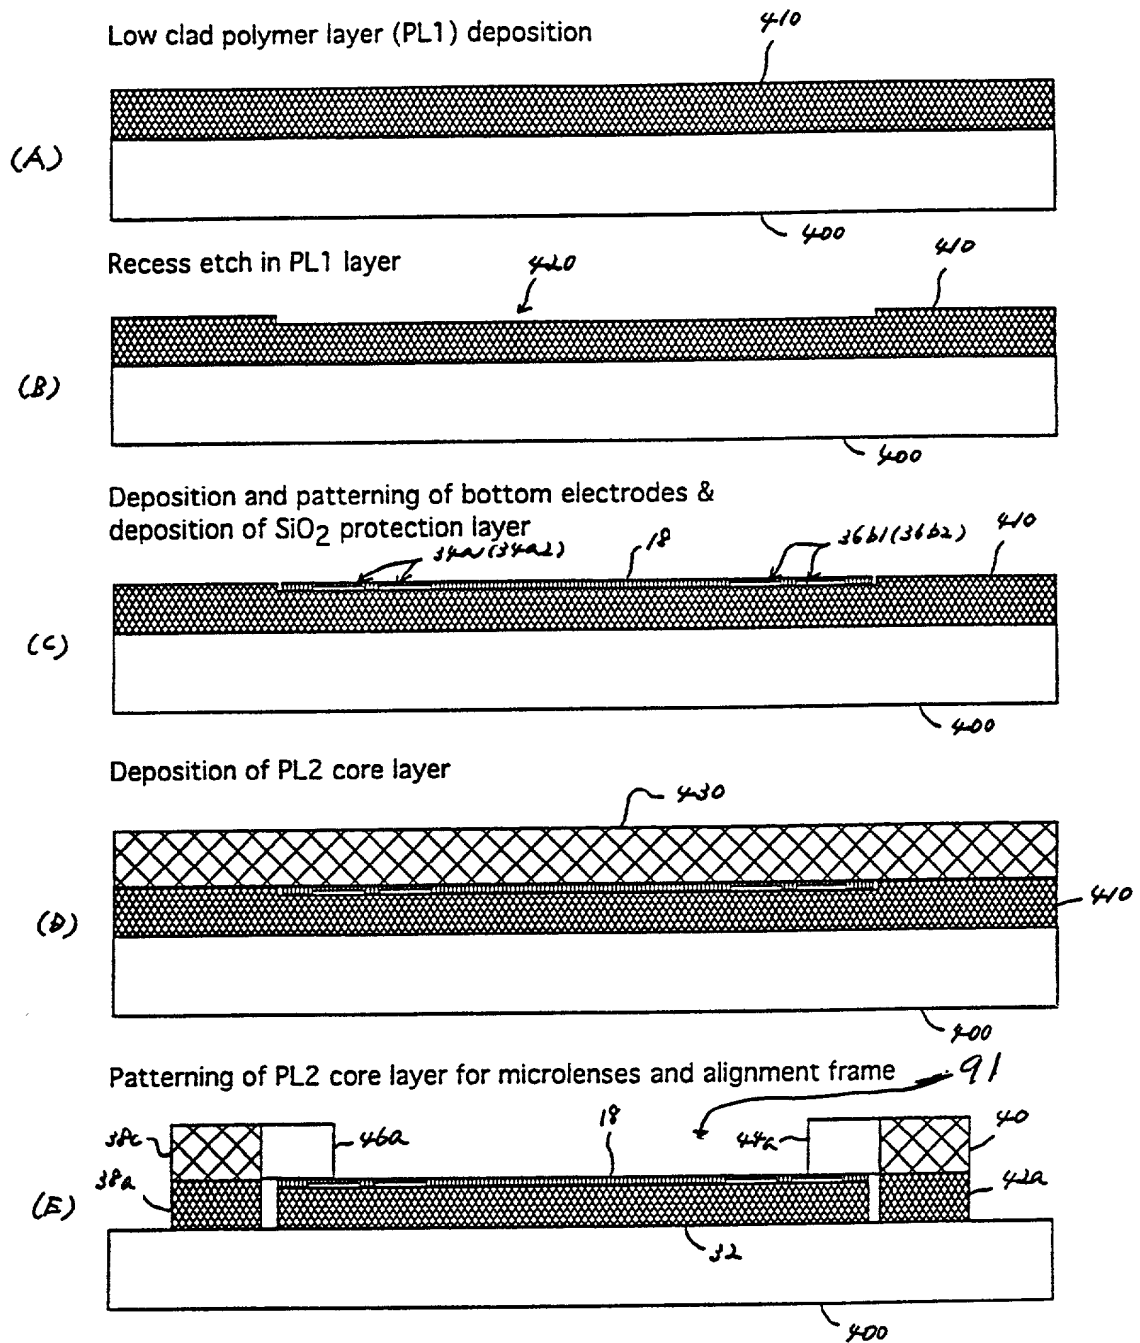 Low clad polymer layer (PL1) deposition
410
(A)
400
Recess etch in PL1 layer
420
410
(B)
400
Deposition and patterning of bottom electrodes &
deposition of SiO2 protection layer
34a1(34a2)
18
36b1(36b2)
410
(C)
400
Deposition of PL2 core layer
430
410
(D)
400
Patterning of PL2 core layer for microlenses and alignment frame
91
38c
46a
18
44a
40
38a
42a
(E)
32
400